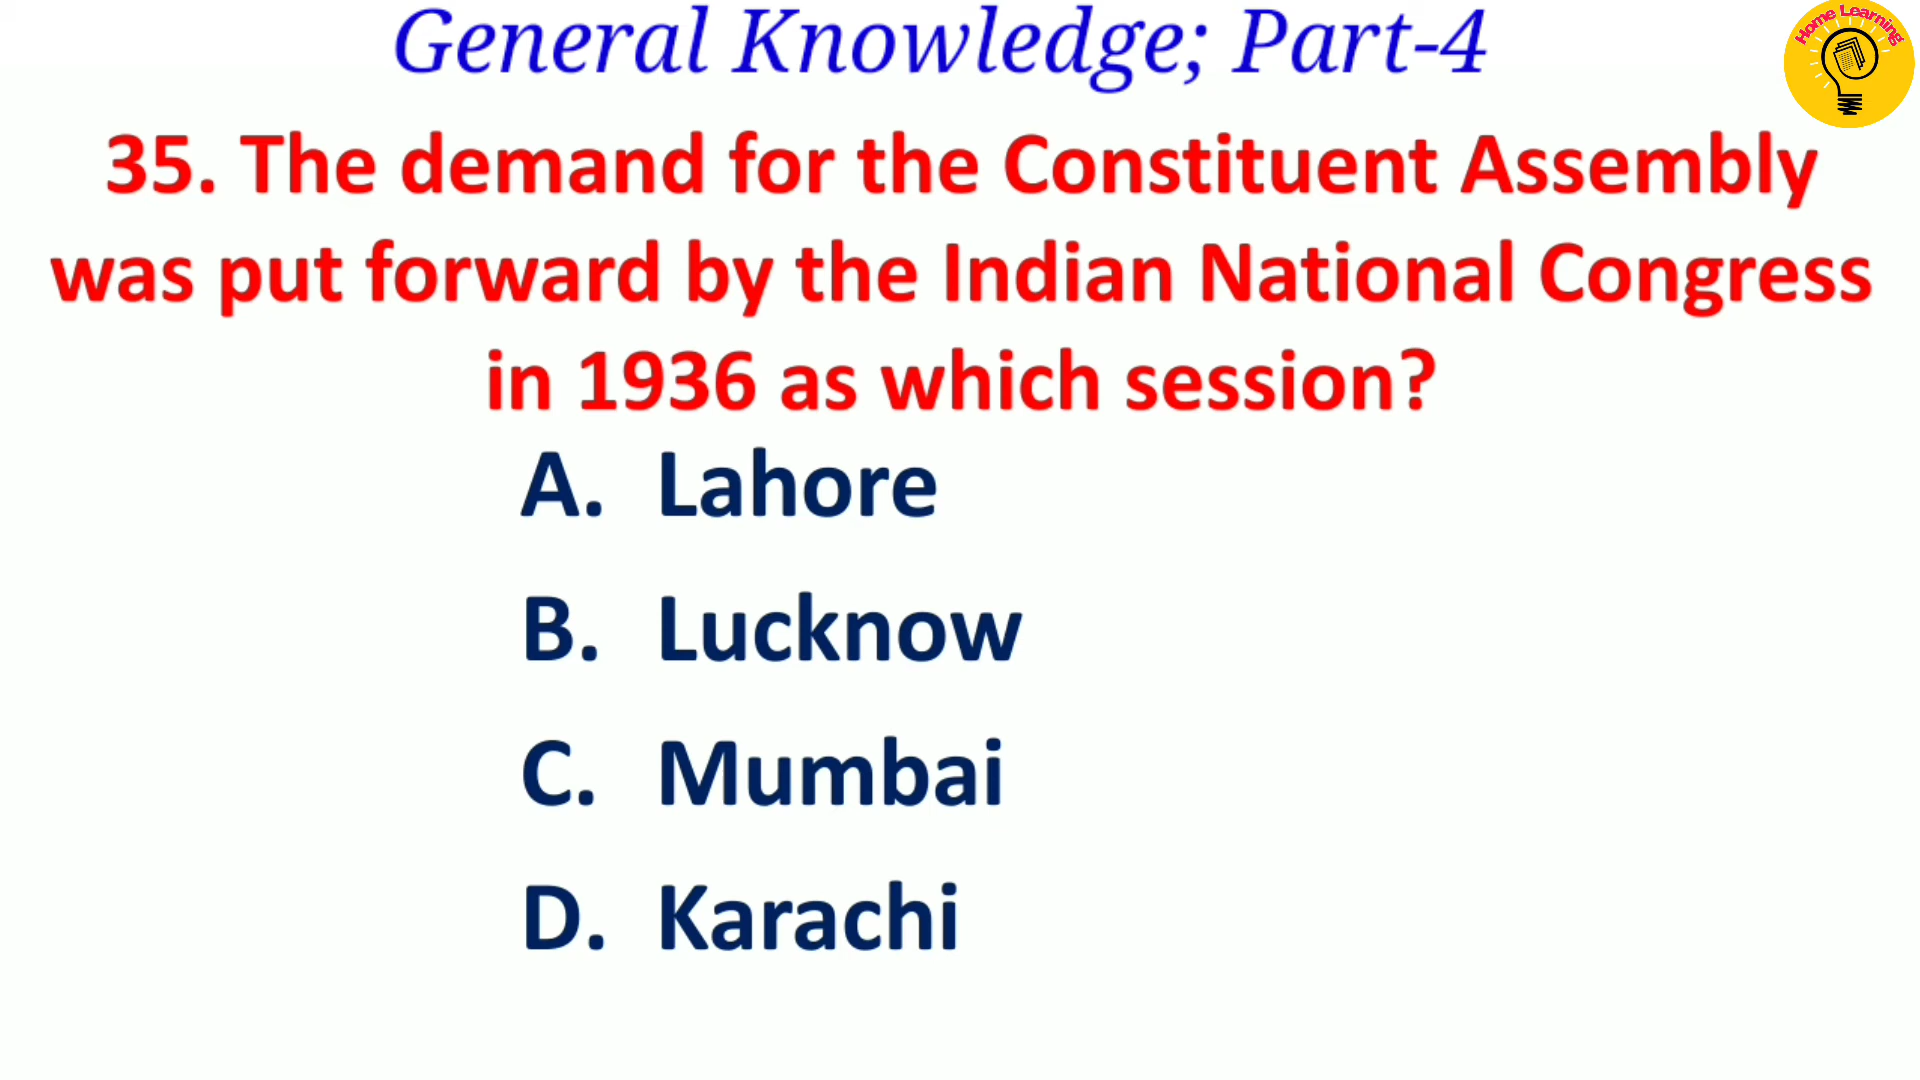 General Knowledge; Part-4
Home Learning
35. The demand for the Constituent Assembly
was put forward by the Indian National Congress
in 1936 as which session?
A. Lahore
B. Lucknow
C. Mumbai
D. Karachi